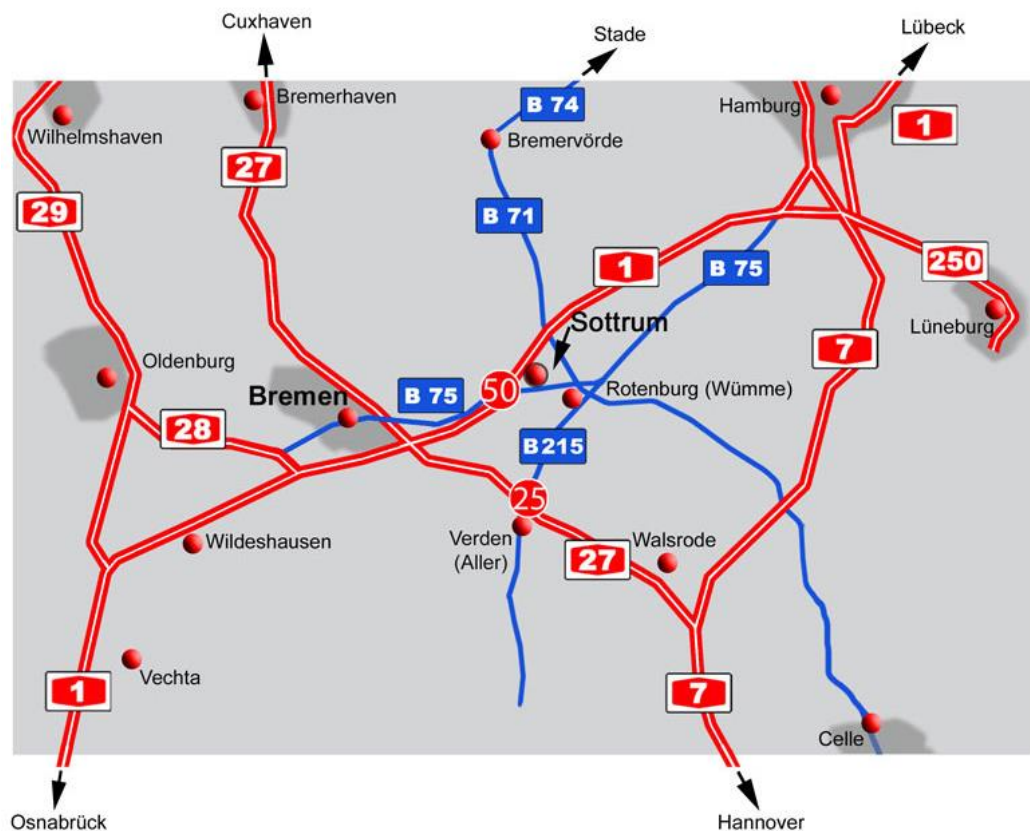 Cuxhaven
Stade
Lübeck
Bremerhaven
B 74
Hamburg
1
Wilhelmshaven
Bremervörde
27
29
B 71
1
B 75
250
Sottrum
Lüneburg
7
Oldenburg
50
Rotenburg (Wümme)
Bremen
B 75
28
B215
25
Wildeshausen
Verden
(Aller)
27
Walsrode
Vechta
1
7
Celle
Osnabrück
Hannover